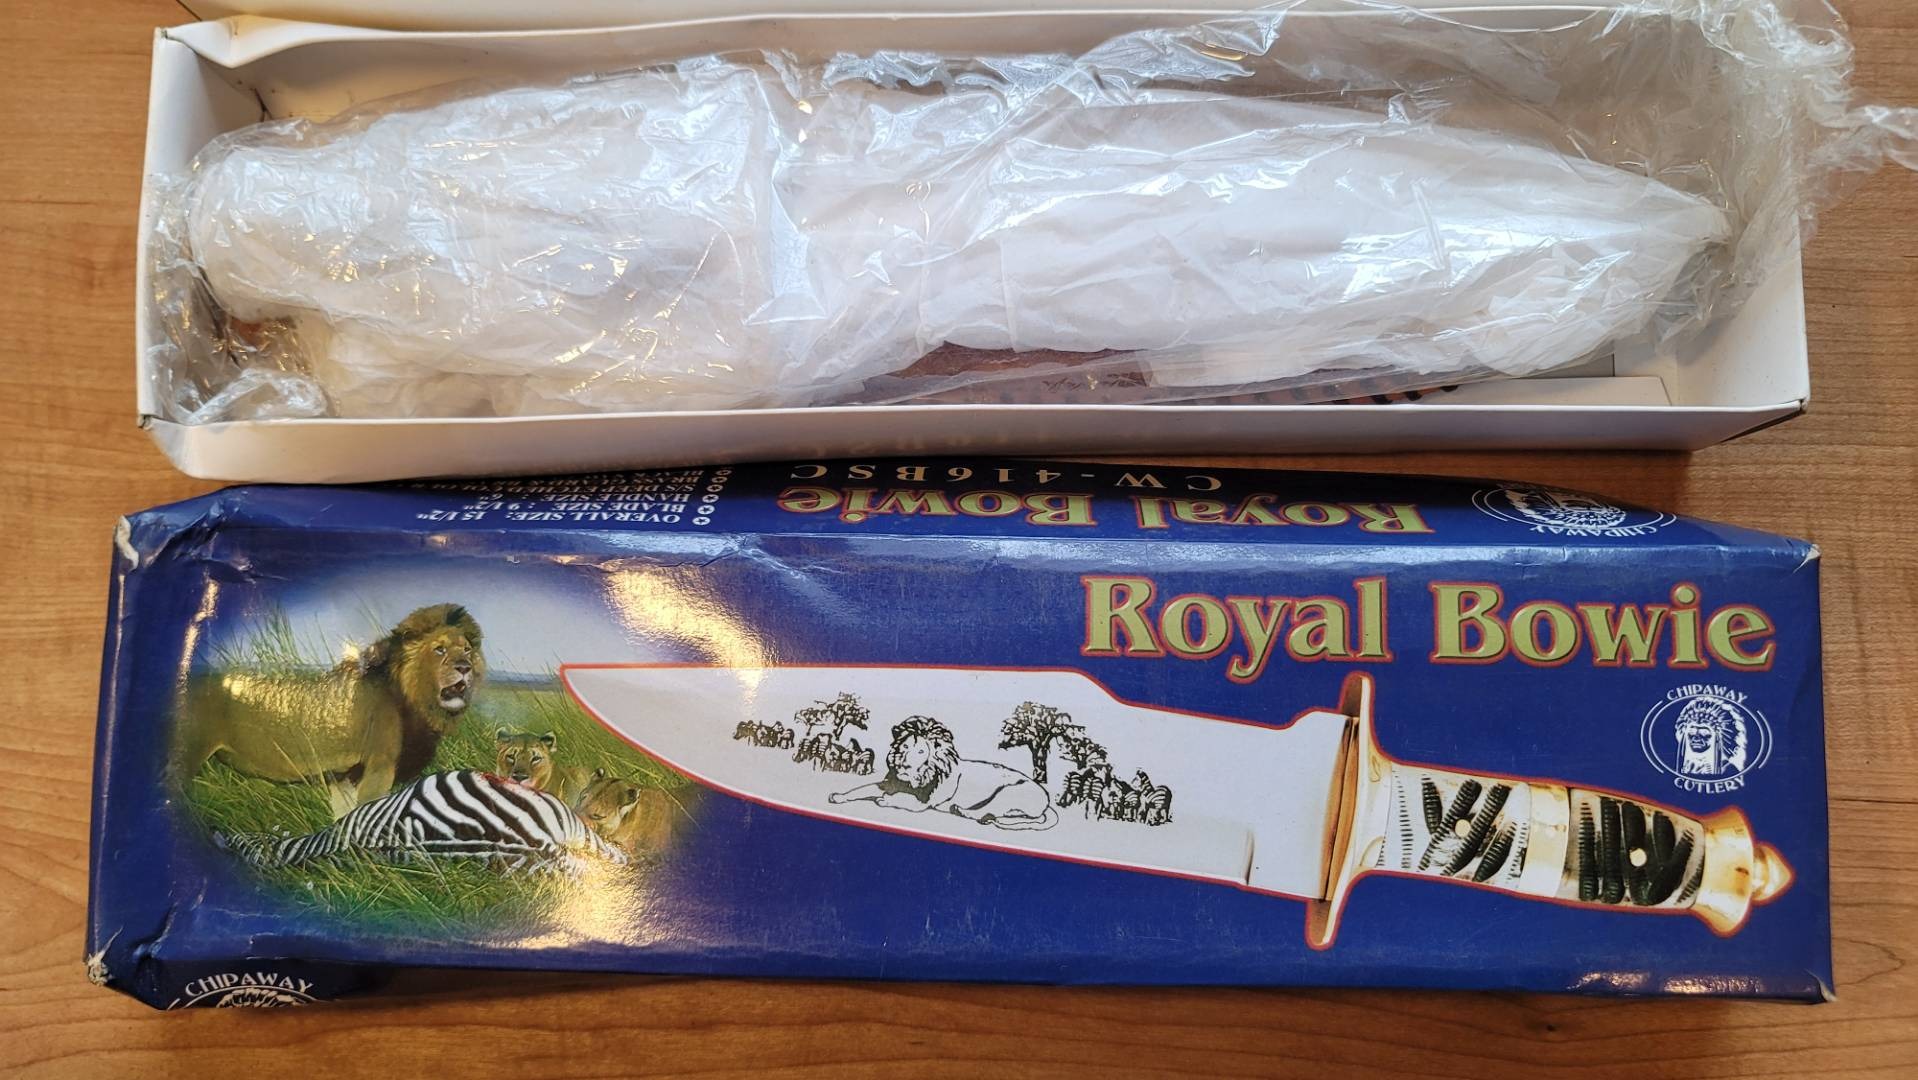 CHIPAWAY
Royal Bowie
CW-416BSC
OVERALL SIZE: 15 1/2"
BLADE SIZE : 9 1/2"
HANDLE SIZE : 6"
Royal Bowie
CHIPAWAY
CUTLERY
CHIPAWAY